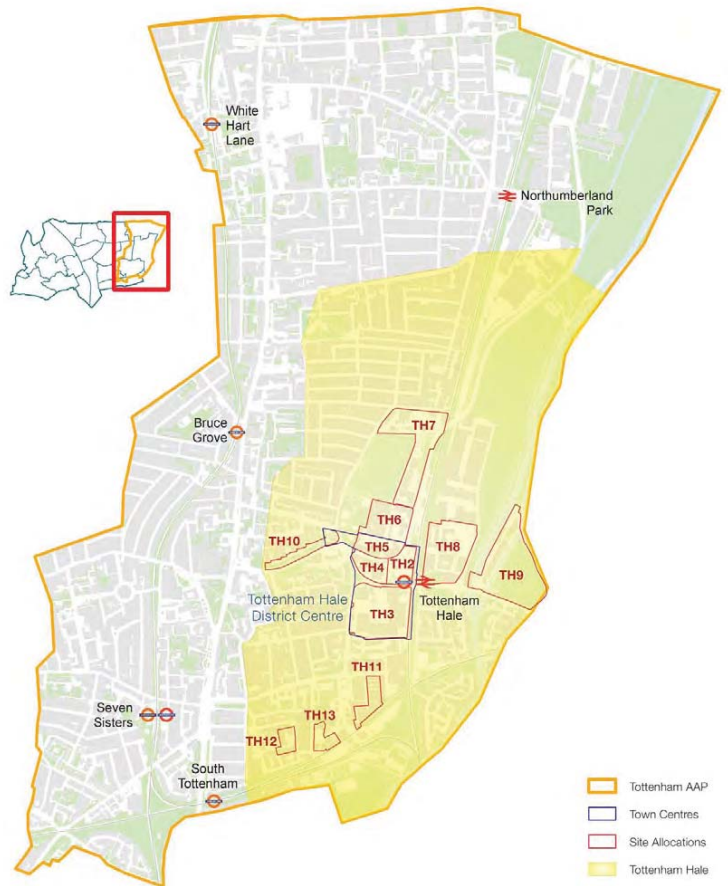 White
Hart
Lane
Northumberland
Park
Bruce
Grove
TH7
TH6
TH10
TH5
TH8
TH4
TH2
TH9
Tottenham Hale
District Centre
Tottenham
Hale
TH3
TH11
Seven
Sisters
TH13
TH12
South
Tottenham
Tottenham AAP
Town Centres
Site Allocations
Tottenham Hale